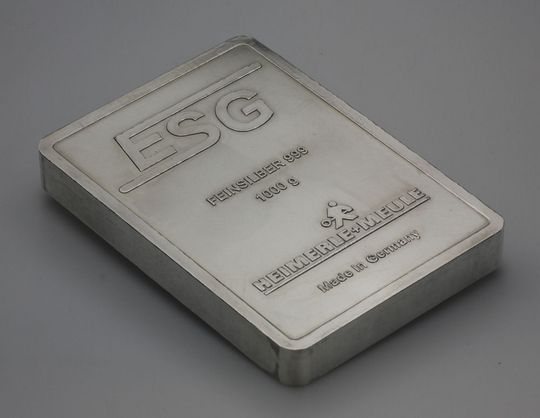 ESG
FEINSILBER 999
1000 g
HEIMERLE+MEULE
Made in Germany